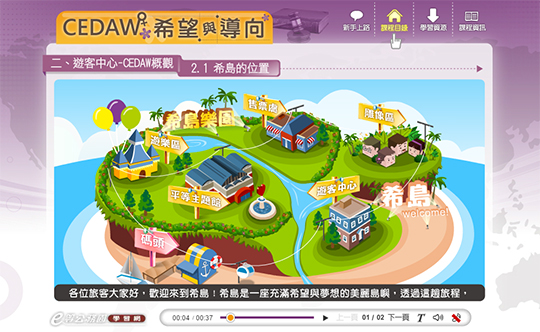 CEDAW 希望與導向
新手上路
課程目錄
學習資源
課程資訊
二、遊客中心-CEDAW概觀
2.1 希島的位置
售票處
雕像區
希島樂園
遊樂區
平等主題館
遊客中心
希島
welcome!
碼頭
各位旅客大家好，歡迎來到希島！希島是一座充滿希望與夢想的美麗島嶼，透過這趟旅程，
學習網
00:04 / 00:37
上一頁 01 / 02 下一頁